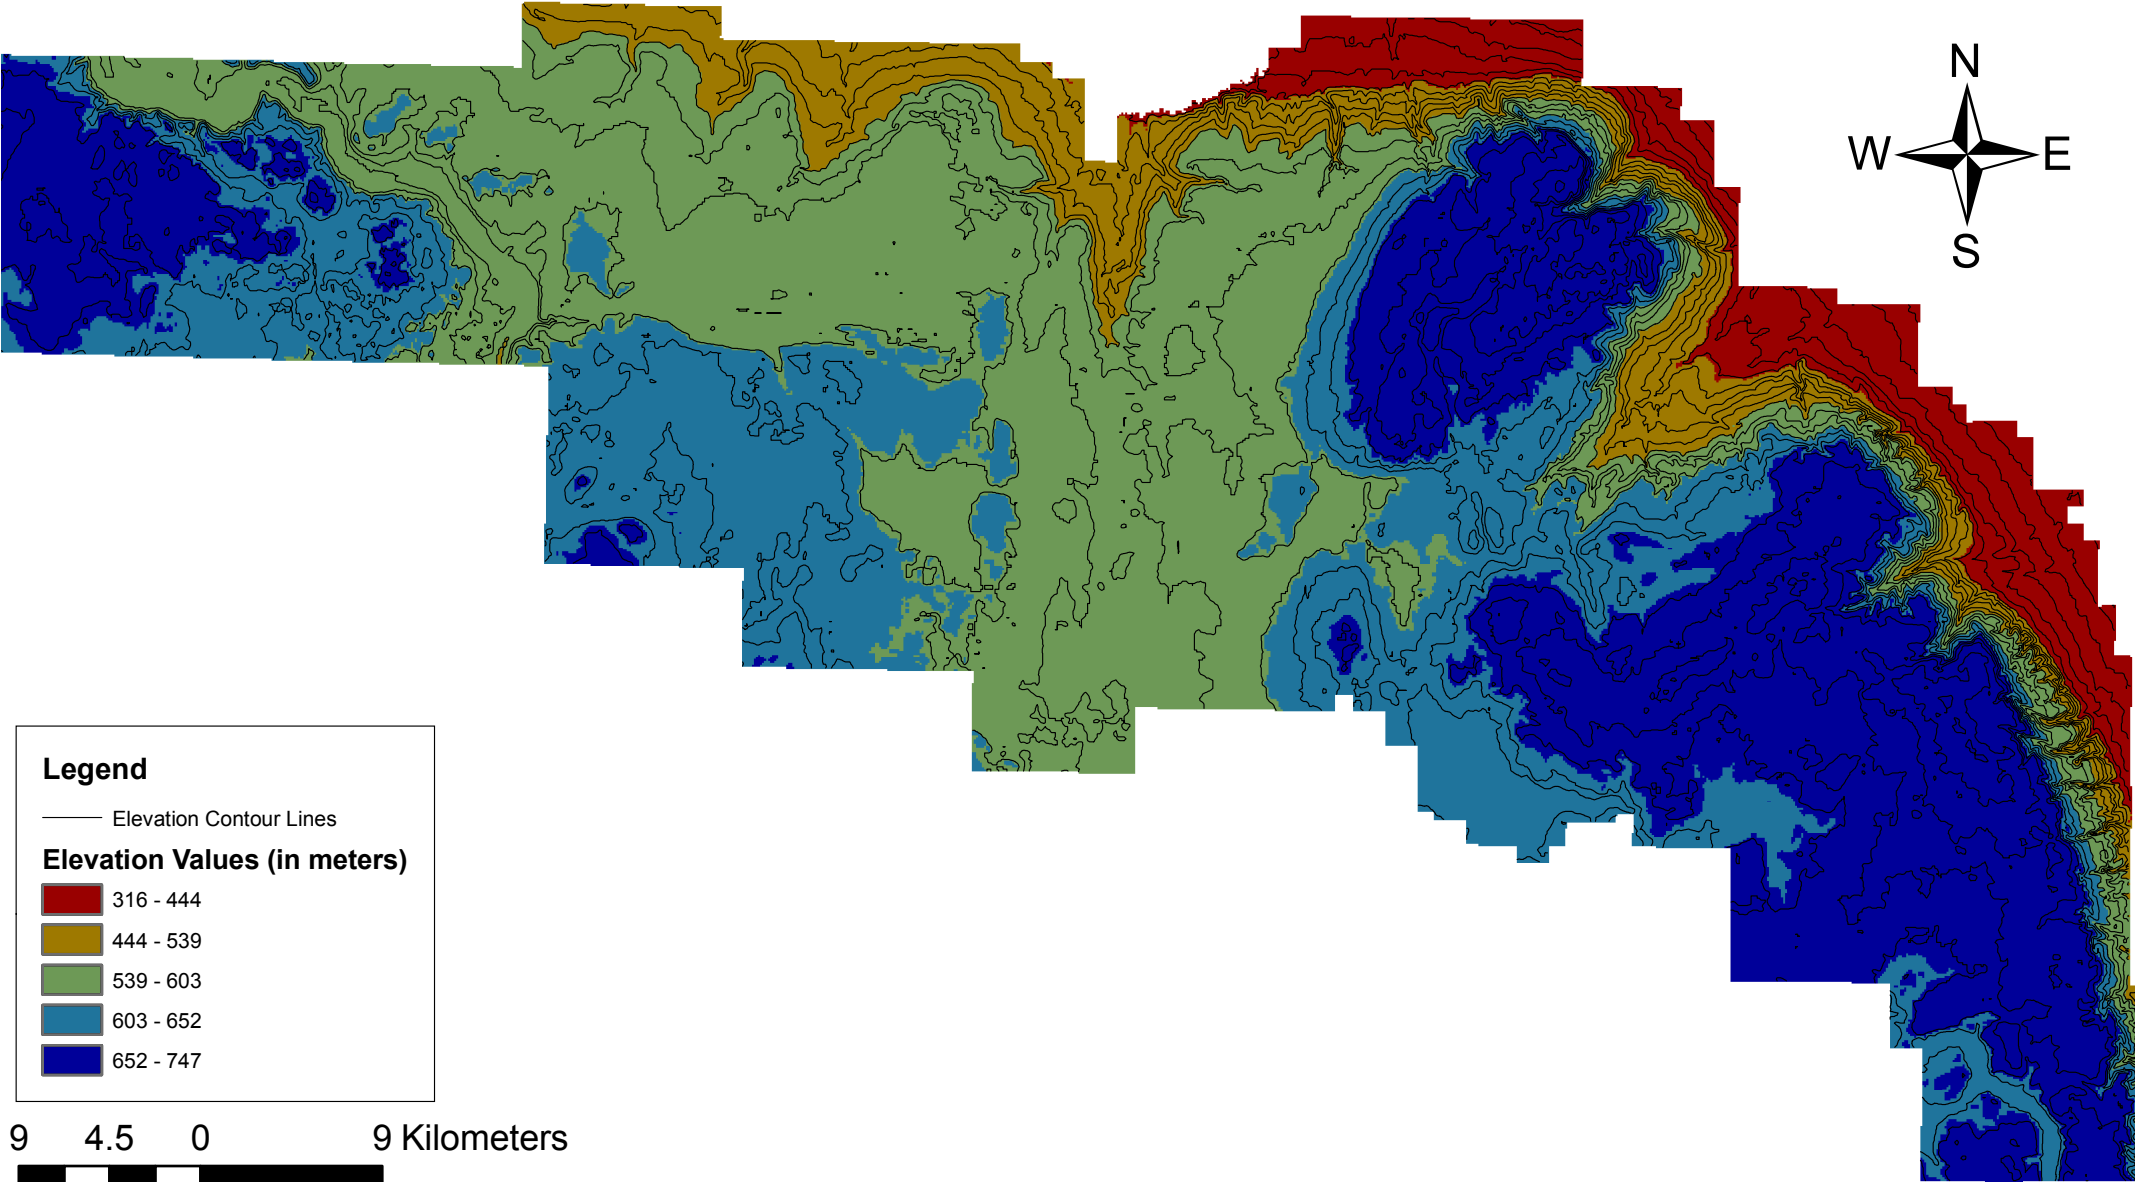 N
W E
S
Legend
Elevation Contour Lines
Elevation Values (in meters)
316 - 444
444 - 539
539 - 603
603 - 652
652 - 747
9 4.5 0 9 Kilometers